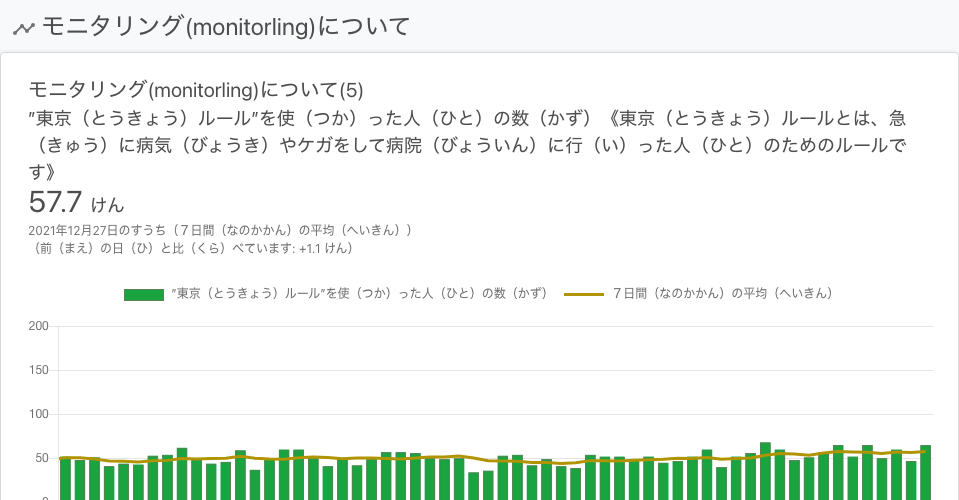 モニタリング(monitorling)について
モニタリング(monitorling)について(5)
”東京（とうきょう）ルール”を使（つか）った人（ひと）の数（かず）《東京（とうきょう）ルールとは、急
（きゅう）に病気（びょうき）やケガをして病院（びょういん）に行（い）った人（ひと）のためのルールで
す》
57.7 けん
2021年12月27日のすうち（７日間（なのかかん）の平均（へいきん））
（前（まえ）の日（ひ）と比（くら）べています: +1.1 けん）
”東京（とうきょう）ルール”を使（つか）った人（ひと）の数（かず） ７日間（なのかかん）の平均（へいきん）
200
150
100
50
0